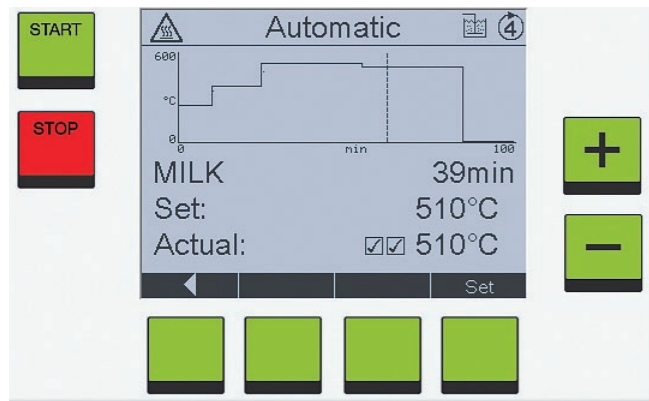 START
STOP
Automatic 4
600
°C
0
0 min 100
MILK 39min
Set: 510°C
Actual: ☑☑ 510°C
Set
+
−